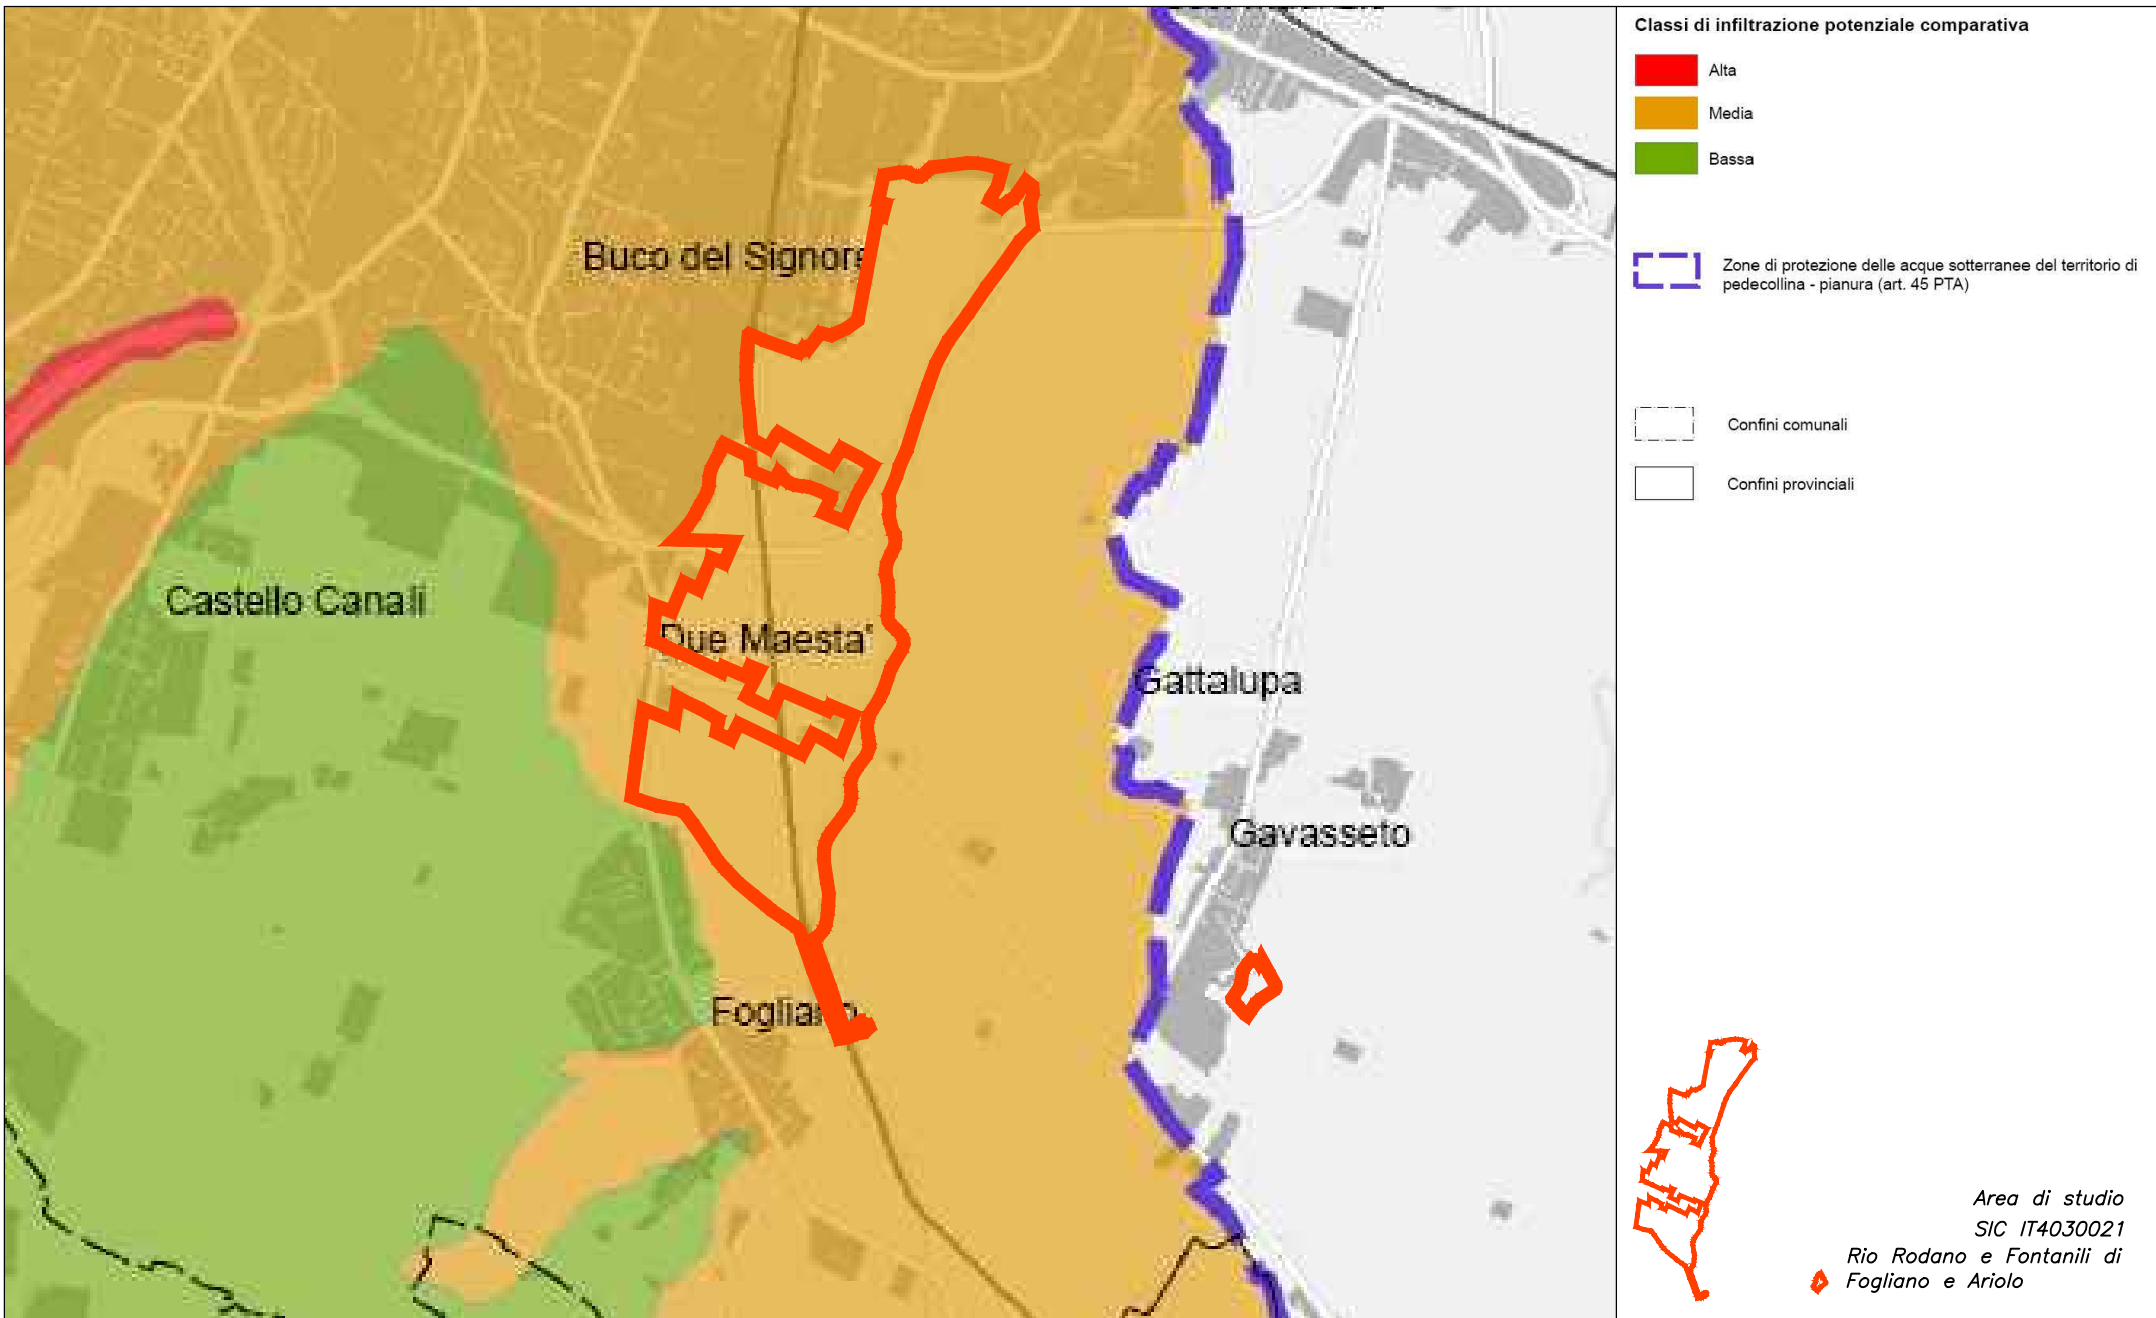 Classi di infiltrazione potenziale comparativa
Alta
Media
Bassa
Zone di protezione delle acque sotterranee del territorio di
pedecollina - pianura (art. 45 PTA)
Confini comunali
Confini provinciali
Buco del Signore
Castello Canali
Due Maesta'
Gattalupa
Gavasseto
Fogliano
Area di studio
SIC IT4030021
Rio Rodano e Fontanili di
Fogliano e Ariolo